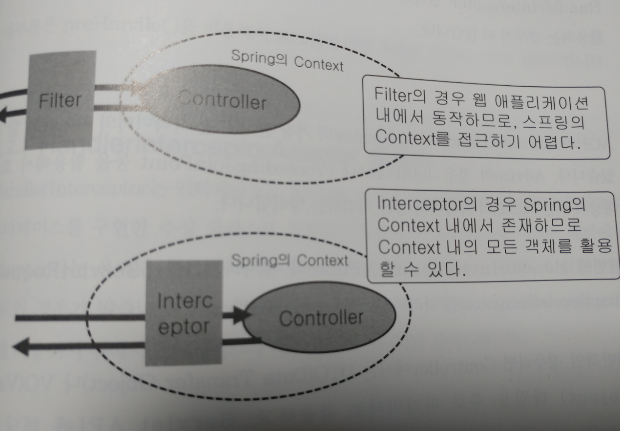 Spring의 Context
Filter
Controller
Filter의 경우 웹 애플리케이션
내에서 동작하므로, 스프링의
Context를 접근하기 어렵다.
Interceptor의 경우 Spring의
Context 내에서 존재하므로
Context 내의 모든 객체를 활용
할 수 있다.
Spring의 Context
Interc
eptor
Controller